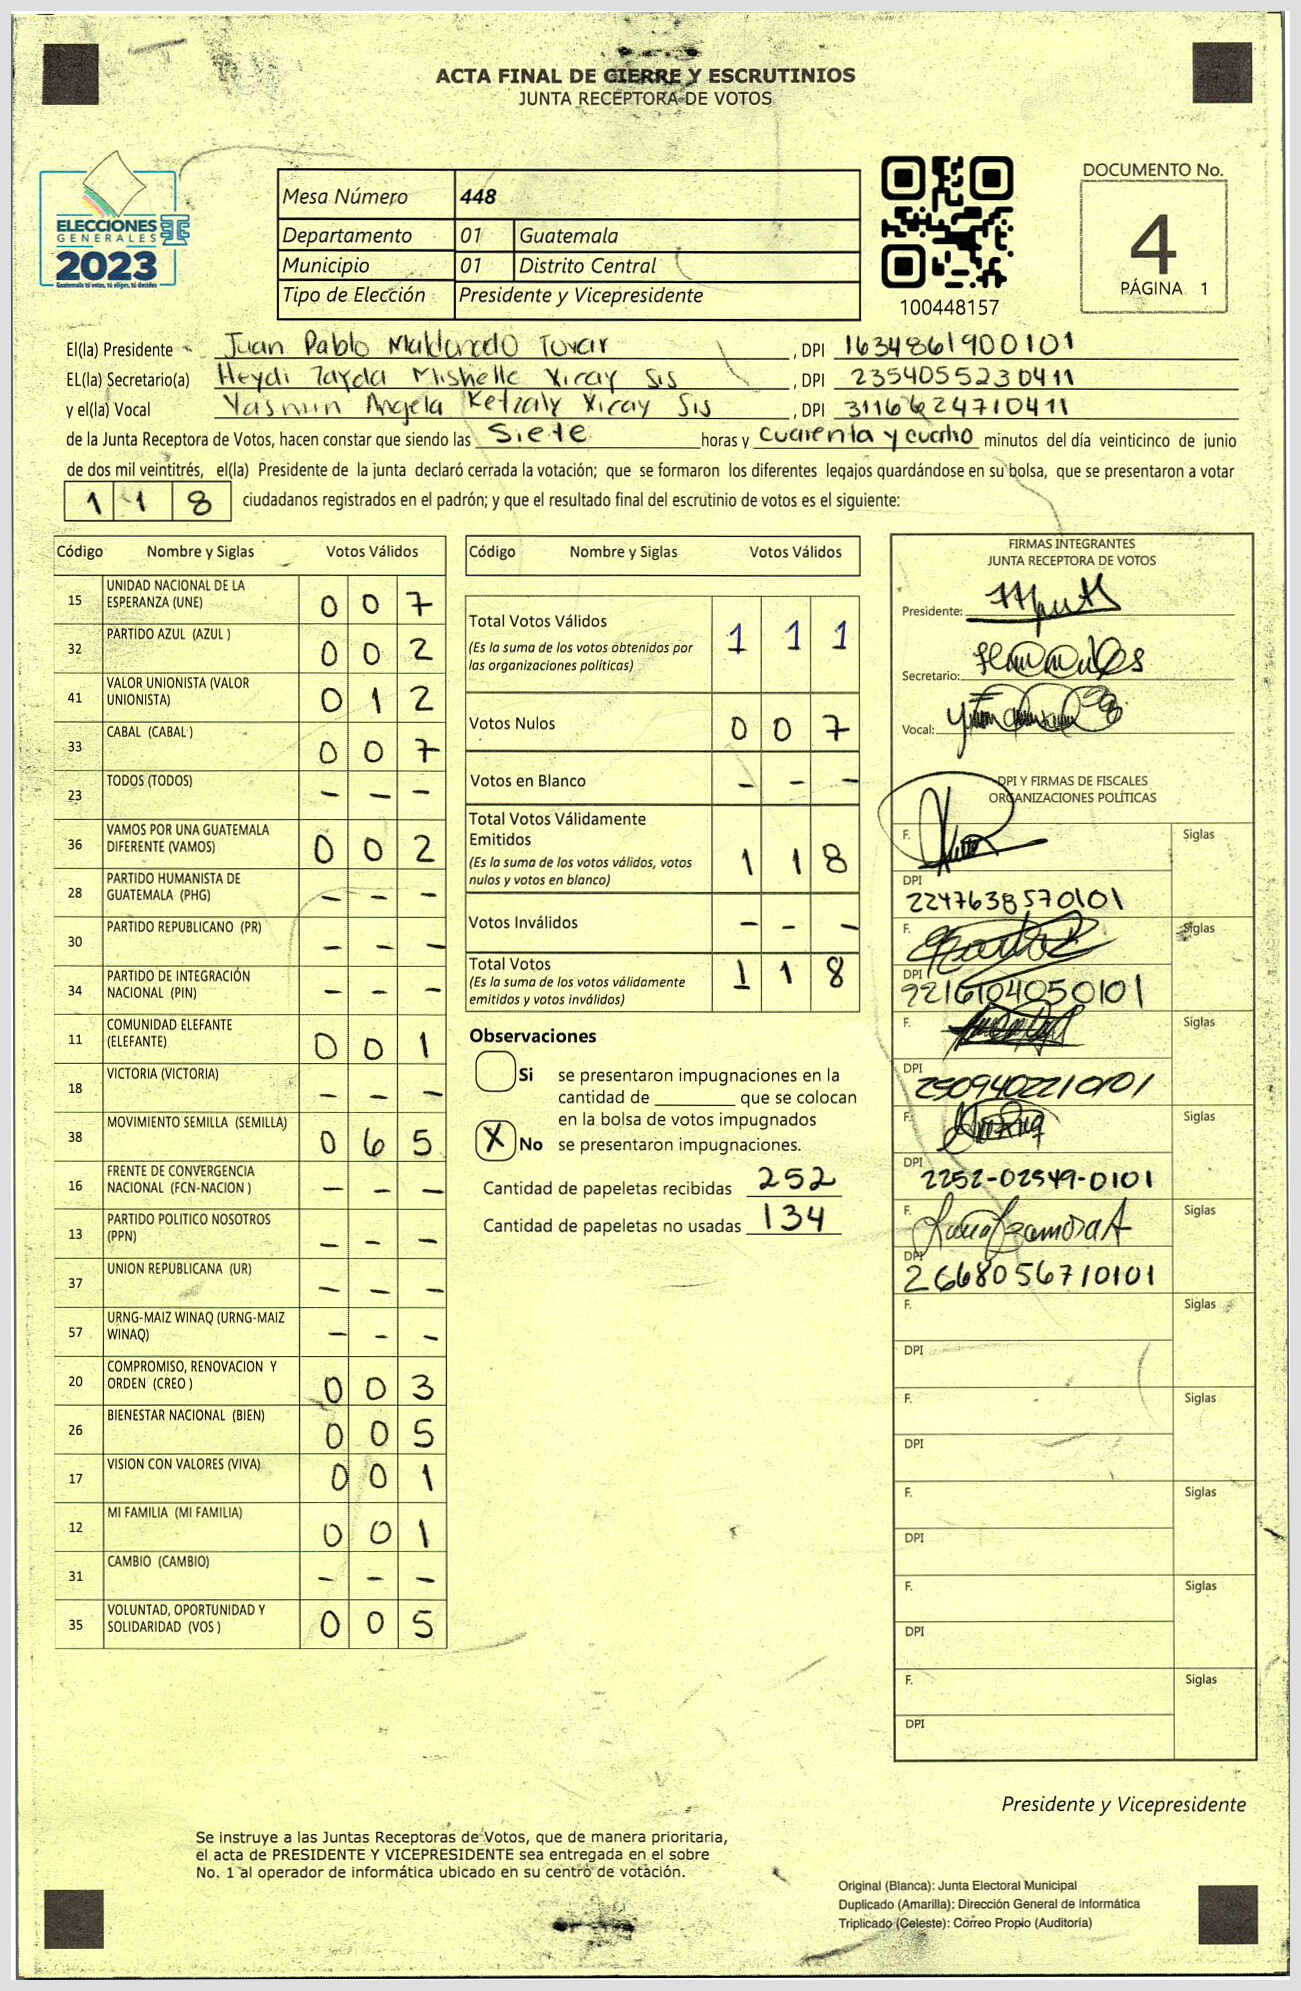 ACTA FINAL DE CIERRE Y ESCRUTINIOS
JUNTA RECEPTORA DE VOTOS
ELECCIONES
GENERALES
2023
Guatemala tú votas, tú eliges, tú decides
Mesa Número 448
Departamento 01 Guatemala
Municipio 01 Distrito Central
Tipo de Elección Presidente y Vicepresidente
100448157
DOCUMENTO No.
4
PÁGINA 1
El(la) Presidente Juan Pablo Maldonado Tovar, DPI 1634861900101
EL(la) Secretario(a) Heydi Zayda Mishelle Xicay Sis, DPI 2354055230411
y el(la) Vocal Yasmin Angela Ketzaly Xicay Sis, DPI 3116624710411
de la Junta Receptora de Votos, hacen constar que siendo las Siete horas y cuarenta y cuatro minutos del día veinticinco de junio
de dos mil veintitrés, el(la) Presidente de la junta declaró cerrada la votación; que se formaron los diferentes legajos quardándose en su bolsa, que se presentaron a votar
1 1 8 ciudadanos registrados en el padrón; y que el resultado final del escrutinio de votos es el siguiente:
Código Nombre y Siglas Votos Válidos
15 UNIDAD NACIONAL DE LA ESPERANZA (UNE) 0 0 7
32 PARTIDO AZUL (AZUL ) 0 0 2
41 VALOR UNIONISTA (VALOR UNIONISTA) 0 1 2
33 CABAL (CABAL ) 0 0 7
23 TODOS (TODOS) - - -
36 VAMOS POR UNA GUATEMALA DIFERENTE (VAMOS) 0 0 2
28 PARTIDO HUMANISTA DE GUATEMALA (PHG) - - -
30 PARTIDO REPUBLICANO (PR) - - -
34 PARTIDO DE INTEGRACIÓN NACIONAL (PIN) - - -
11 COMUNIDAD ELEFANTE (ELEFANTE) 0 0 1
18 VICTORIA (VICTORIA) - - -
38 MOVIMIENTO SEMILLA (SEMILLA) 0 6 5
16 FRENTE DE CONVERGENCIA NACIONAL (FCN-NACION ) - - -
13 PARTIDO POLITICO NOSOTROS (PPN) - - -
37 UNION REPUBLICANA (UR) - - -
57 URNG-MAIZ WINAQ (URNG-MAIZ WINAQ) - - -
20 COMPROMISO, RENOVACION Y ORDEN (CREO ) 0 0 3
26 BIENESTAR NACIONAL (BIEN) 0 0 5
17 VISION CON VALORES (VIVA) 0 0 1
12 MI FAMILIA (MI FAMILIA) 0 0 1
31 CAMBIO (CAMBIO) - - -
35 VOLUNTAD, OPORTUNIDAD Y SOLIDARIDAD (VOS ) 0 0 5
Código Nombre y Siglas Votos Válidos
Total Votos Válidos 1 1 1
(Es la suma de los votos obtenidos por
las organizaciones políticas)
Votos Nulos 0 0 7
Votos en Blanco - - -
Total Votos Válidamente
Emitidos 1 1 8
(Es la suma de los votos válidos, votos
nulos y votos en blanco)
Votos Inválidos - - -
Total Votos 1 1 8
(Es la suma de los votos válidamente
emitidos y votos inválidos)
Observaciones
Si se presentaron impugnaciones en la
cantidad de ________ que se colocan
en la bolsa de votos impugnados
X No se presentaron impugnaciones.
Cantidad de papeletas recibidas 252
Cantidad de papeletas no usadas 134
FIRMAS INTEGRANTES
JUNTA RECEPTORA DE VOTOS
Presidente:
Secretario:
Vocal:
DPI Y FIRMAS DE FISCALES
ORGANIZACIONES POLÍTICAS
F. Siglas
DPI
2247638570101
F. Siglas
DPI
2216104050101
F. Siglas
DPI
2509402210101
F. Siglas
DPI
2252-02549-0101
F. Siglas
DPI
2668056710101
F. Siglas
DPI
F. Siglas
DPI
F. Siglas
DPI
F. Siglas
DPI
F. Siglas
DPI
Presidente y Vicepresidente
Se instruye a las Juntas Receptoras de Votos, que de manera prioritaria,
el acta de PRESIDENTE Y VICEPRESIDENTE sea entregada en el sobre
No. 1 al operador de informática ubicado en su centro de votación.
Original (Blanca): Junta Electoral Municipal
Duplicado (Amarilla): Dirección General de Informática
Triplicado (Celeste): Correo Propio (Auditoría)